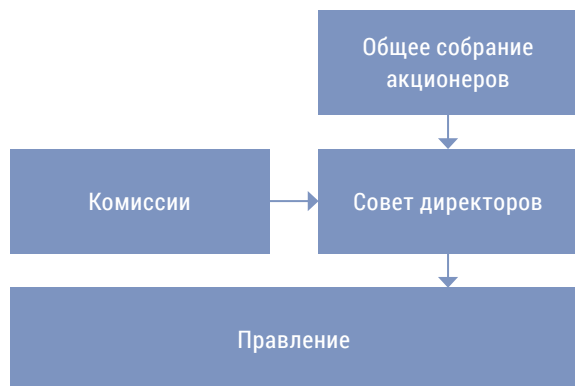 Общее собрание
акционеров
Комиссии
Совет директоров
Правление